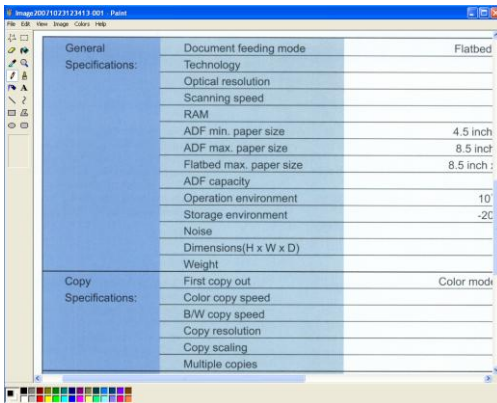 Image20071023123413-001 - Paint
File Edit View Image Colors Help
General Document feeding mode Flatbed
Specifications: Technology
Optical resolution
Scanning speed
RAM
ADF min. paper size 4.5 inch
ADF max. paper size 8.5 inch
Flatbed max. paper size 8.5 inch
ADF capacity
Operation environment 10
Storage environment -20
Noise
Dimensions(H x W x D)
Weight
Copy First copy out Color mode
Specifications: Color copy speed
B/W copy speed
Copy resolution
Copy scaling
Multiple copies